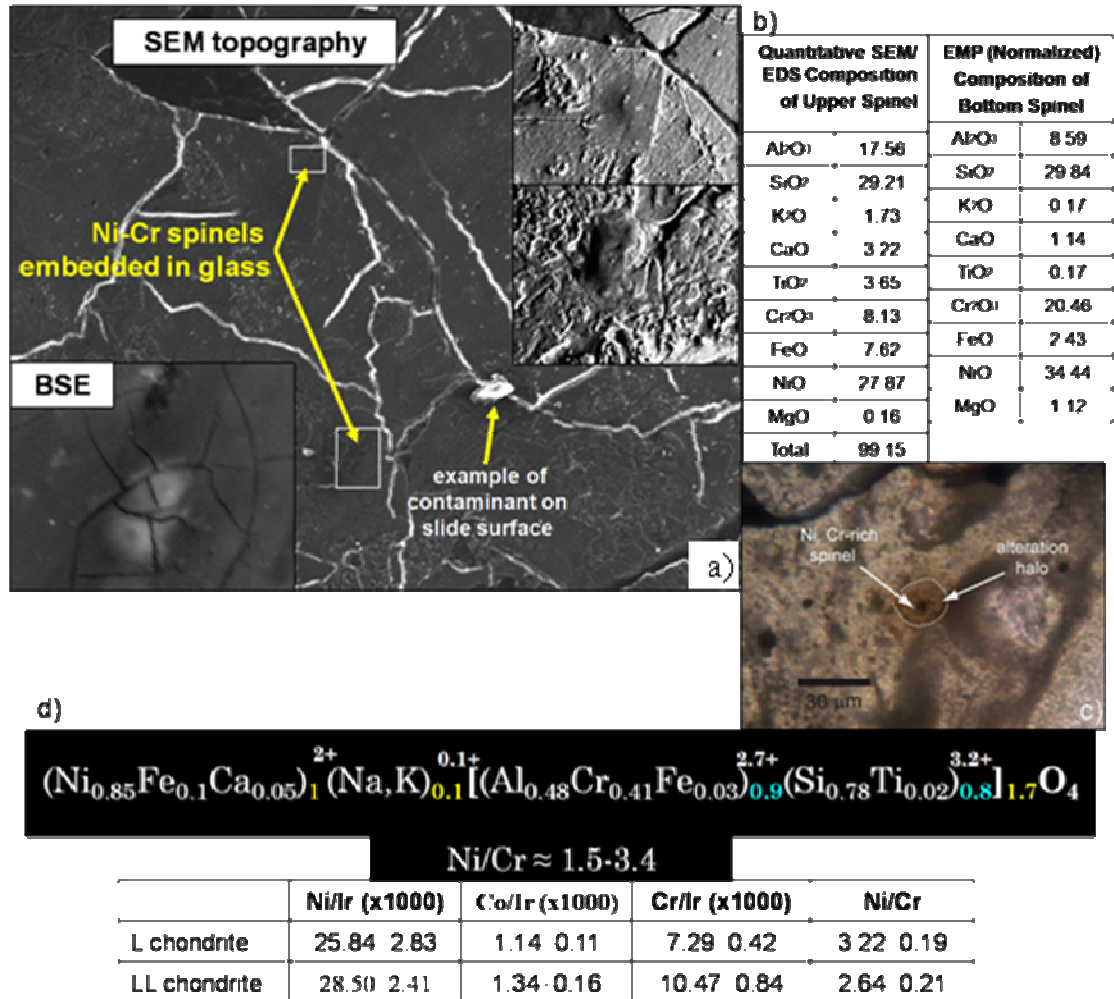 SEM topography
Ni-Cr spinels
embedded in glass
BSE
example of
contaminant on
slide surface
a)
b)
Quantitative SEM/
EDS Composition
of Upper Spinel
Al2O3 17.56
SiO2 29.21
K2O 1.73
CaO 3.22
TiO2 3.65
Cr2O3 8.13
FeO 7.62
NiO 27.87
MgO 0.16
Total 99.15
EMP (Normalized)
Composition of
Bottom Spinel
Al2O3 8.59
SiO2 29.84
K2O 0.17
CaO 1.14
TiO2 0.17
Cr2O3 20.46
FeO 2.43
NiO 34.44
MgO 1.12
Ni, Cr-rich
spinel
alteration
halo
30 µm
c)
d)
(Ni0.85Fe0.1Ca0.05)1 2+ (Na,K)0.1 0.1+ [(Al0.48Cr0.41Fe0.03)0.9 2.7+ (Si0.78Ti0.02)0.8 3.2+ ]1.7O4
Ni/Cr ≈ 1.5-3.4
Ni/Ir (x1000) Co/Ir (x1000) Cr/Ir (x1000) Ni/Cr
L chondrite 25.84 2.83 1.14 0.11 7.29 0.42 3.22 0.19
LL chondrite 28.50 2.41 1.34 0.16 10.47 0.84 2.64 0.21